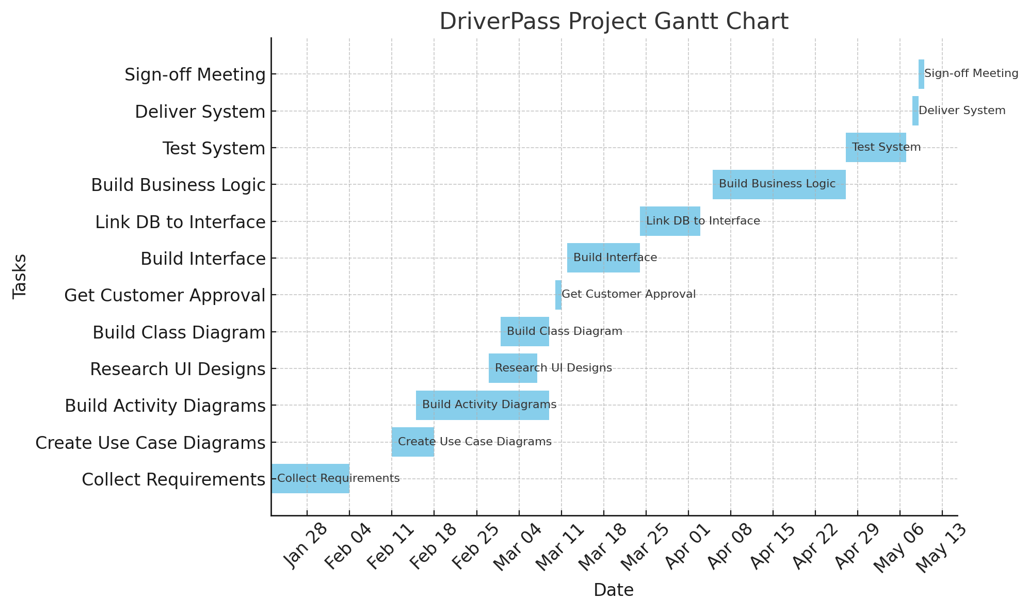 DriverPass Project Gantt Chart
Tasks
Sign-off Meeting
Sign-off Meeting
Deliver System
Deliver System
Test System
Test System
Build Business Logic
Build Business Logic
Link DB to Interface
Link DB to Interface
Build Interface
Build Interface
Get Customer Approval
Get Customer Approval
Build Class Diagram
Build Class Diagram
Research UI Designs
Research UI Designs
Build Activity Diagrams
Build Activity Diagrams
Create Use Case Diagrams
Create Use Case Diagrams
Collect Requirements
Collect Requirements
Jan 28
Feb 04
Feb 11
Feb 18
Feb 25
Mar 04
Mar 11
Mar 18
Mar 25
Apr 01
Apr 08
Apr 15
Apr 22
Apr 29
May 06
May 13
Date